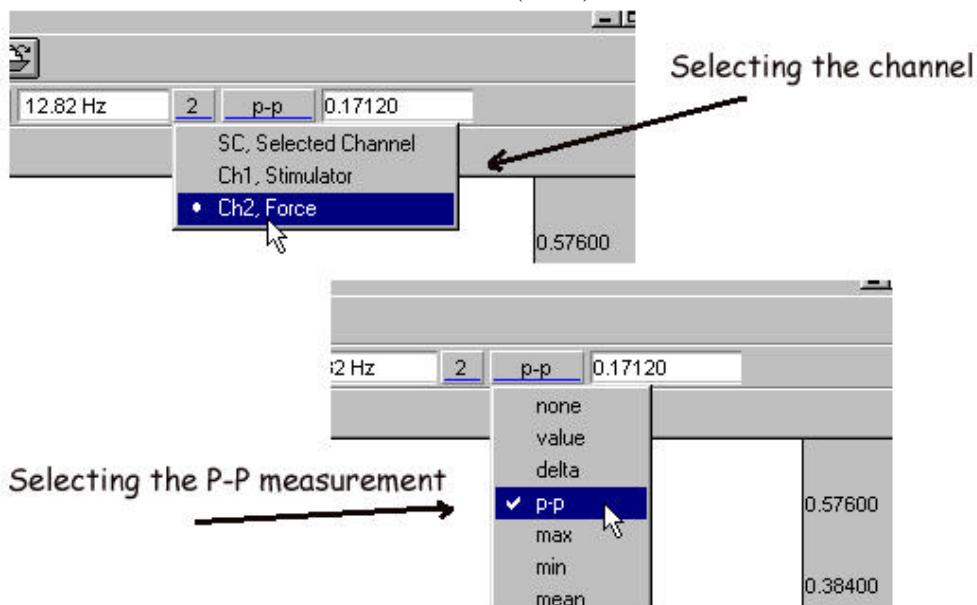 Selecting the channel
12.82 Hz 2 p-p 0.17120
SC, Selected Channel
Ch1, Stimulator
Ch2, Force
0.57600
2 Hz 2 p-p 0.17120
none
value
delta
Selecting the P-P measurement
p-p
0.57600
max
min
0.38400
mean